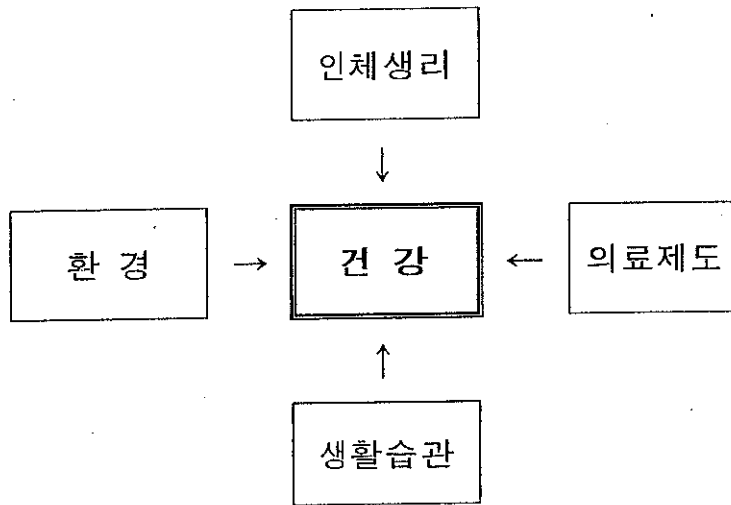 인체생리
↓
환 경 → 건 강 ← 의료제도
↑
생활습관